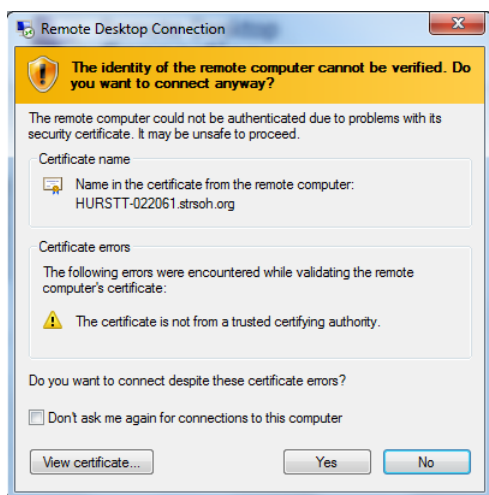 Remote Desktop Connection
The identity of the remote computer cannot be verified. Do
you want to connect anyway?
The remote computer could not be authenticated due to problems with its
security certificate. It may be unsafe to proceed.
Certificate name
Name in the certificate from the remote computer:
HURSTT-022061.strsoh.org
Certificate errors
The following errors were encountered while validating the remote
computer's certificate:
The certificate is not from a trusted certifying authority.
Do you want to connect despite these certificate errors?
Don't ask me again for connections to this computer
View certificate...
Yes
No